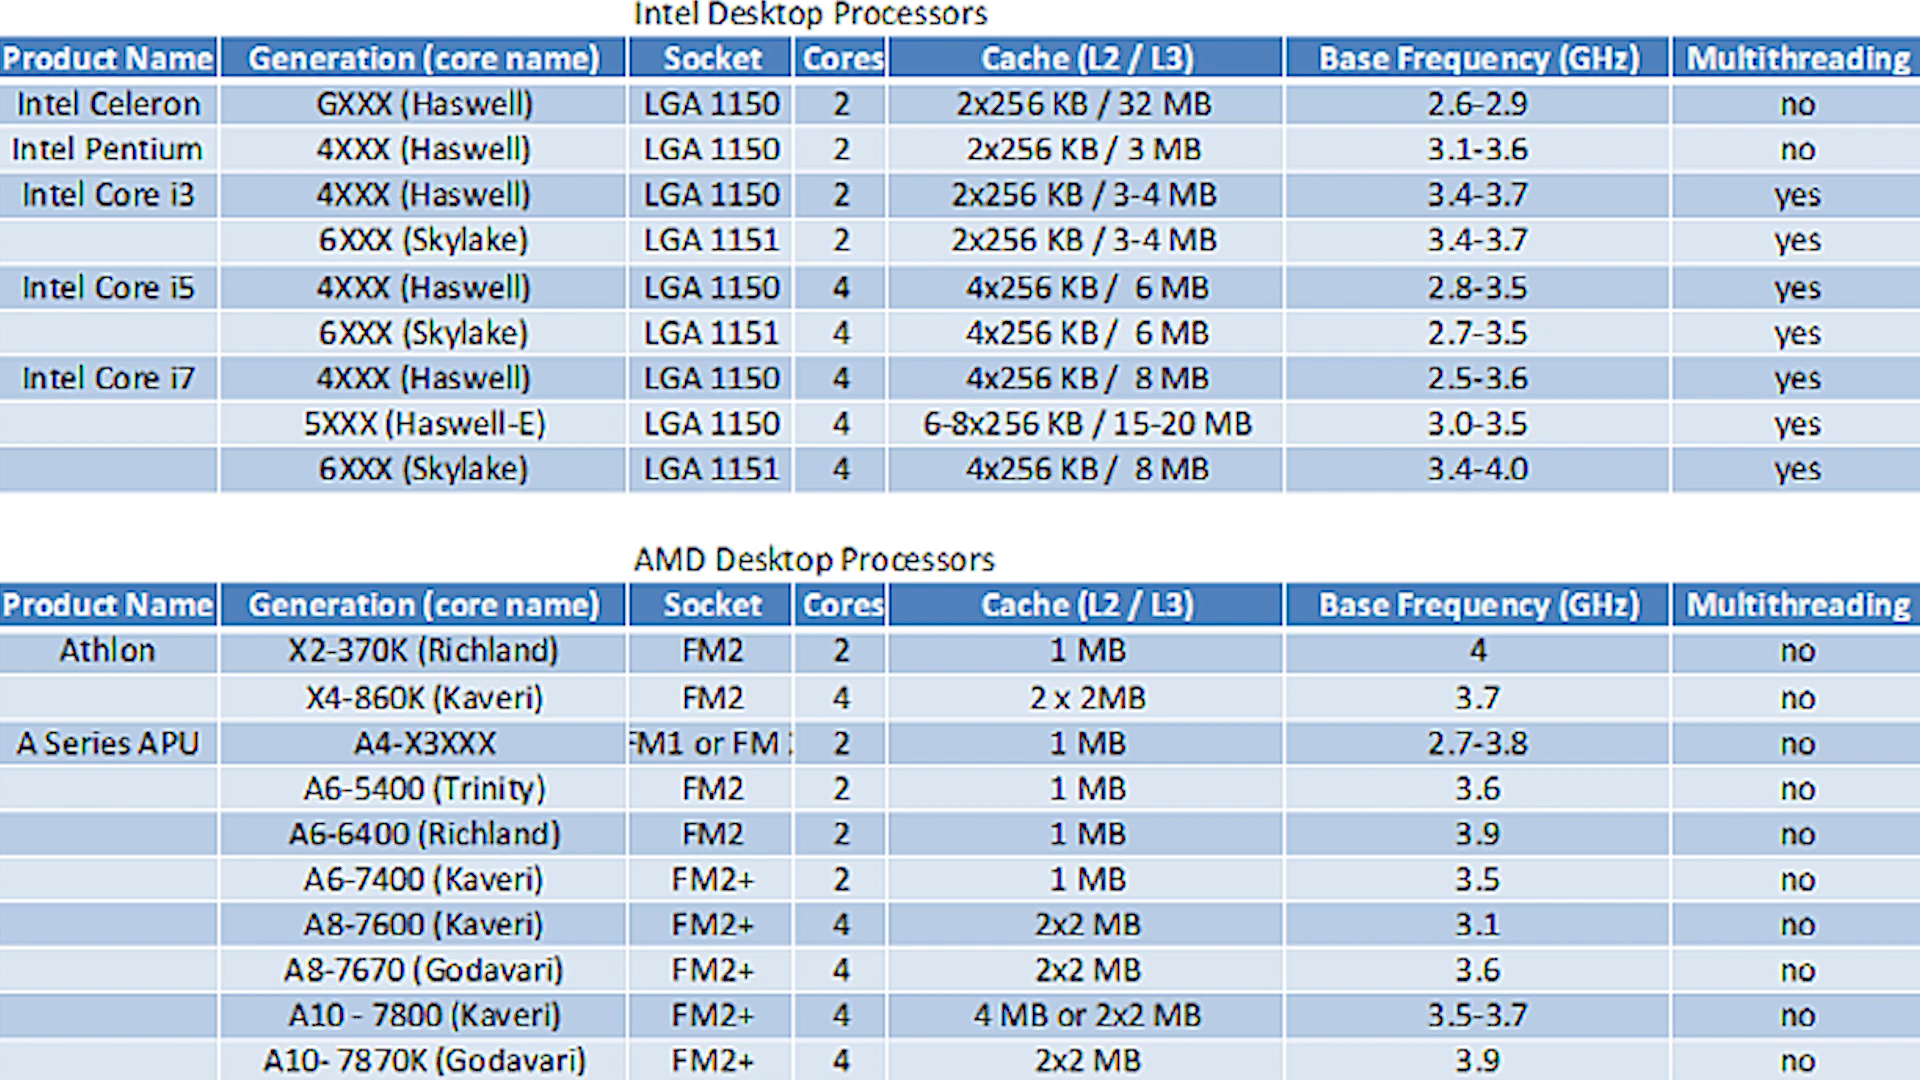 Intel Desktop Processors
Product Name Generation (core name) Socket Cores Cache (L2 / L3) Base Frequency (GHz) Multithreading
Intel Celeron GXXX (Haswell) LGA 1150 2 2x256 KB / 32 MB 2.6-2.9 no
Intel Pentium 4XXX (Haswell) LGA 1150 2 2x256 KB / 3 MB 3.1-3.6 no
Intel Core i3 4XXX (Haswell) LGA 1150 2 2x256 KB / 3-4 MB 3.4-3.7 yes
6XXX (Skylake) LGA 1151 2 2x256 KB / 3-4 MB 3.4-3.7 yes
Intel Core i5 4XXX (Haswell) LGA 1150 4 4x256 KB / 6 MB 2.8-3.5 yes
6XXX (Skylake) LGA 1151 4 4x256 KB / 6 MB 2.7-3.5 yes
Intel Core i7 4XXX (Haswell) LGA 1150 4 4x256 KB / 8 MB 2.5-3.6 yes
5XXX (Haswell-E) LGA 1150 4 6-8x256 KB / 15-20 MB 3.0-3.5 yes
6XXX (Skylake) LGA 1151 4 4x256 KB / 8 MB 3.4-4.0 yes
AMD Desktop Processors
Product Name Generation (core name) Socket Cores Cache (L2 / L3) Base Frequency (GHz) Multithreading
Athlon X2-370K (Richland) FM2 2 1 MB 4 no
X4-860K (Kaveri) FM2 4 2 x 2MB 3.7 no
A Series APU A4-X3XXX FM1 or FM 2 1 MB 2.7-3.8 no
A6-5400 (Trinity) FM2 2 1 MB 3.6 no
A6-6400 (Richland) FM2 2 1 MB 3.9 no
A6-7400 (Kaveri) FM2+ 2 1 MB 3.5 no
A8-7600 (Kaveri) FM2+ 4 2x2 MB 3.1 no
A8-7670 (Godavari) FM2+ 4 2x2 MB 3.6 no
A10 - 7800 (Kaveri) FM2+ 4 4 MB or 2x2 MB 3.5-3.7 no
A10- 7870K (Godavari) FM2+ 4 2x2 MB 3.9 no